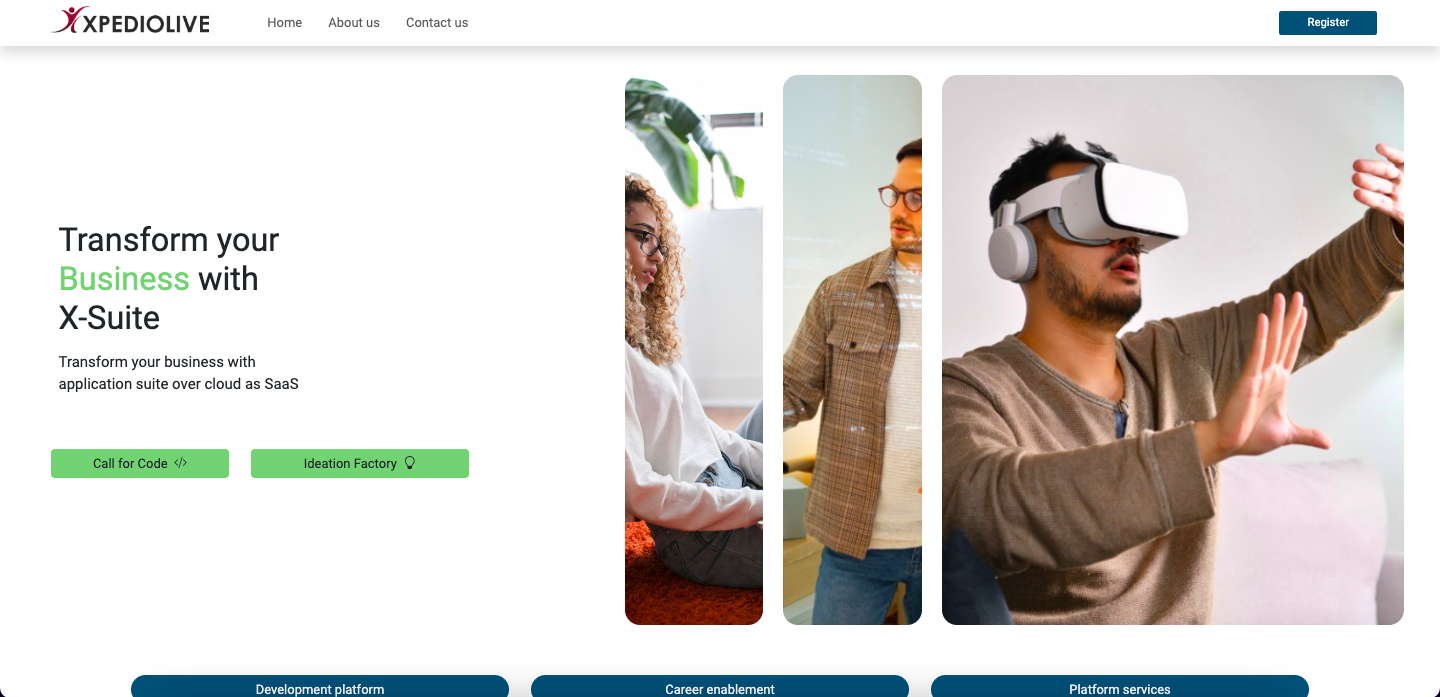 XPEDIOLIVE
Home About us Contact us
Register
Transform your
Business with
X-Suite
Transform your business with
application suite over cloud as SaaS
Call for Code </>
Ideation Factory
Development platform
Career enablement
Platform services